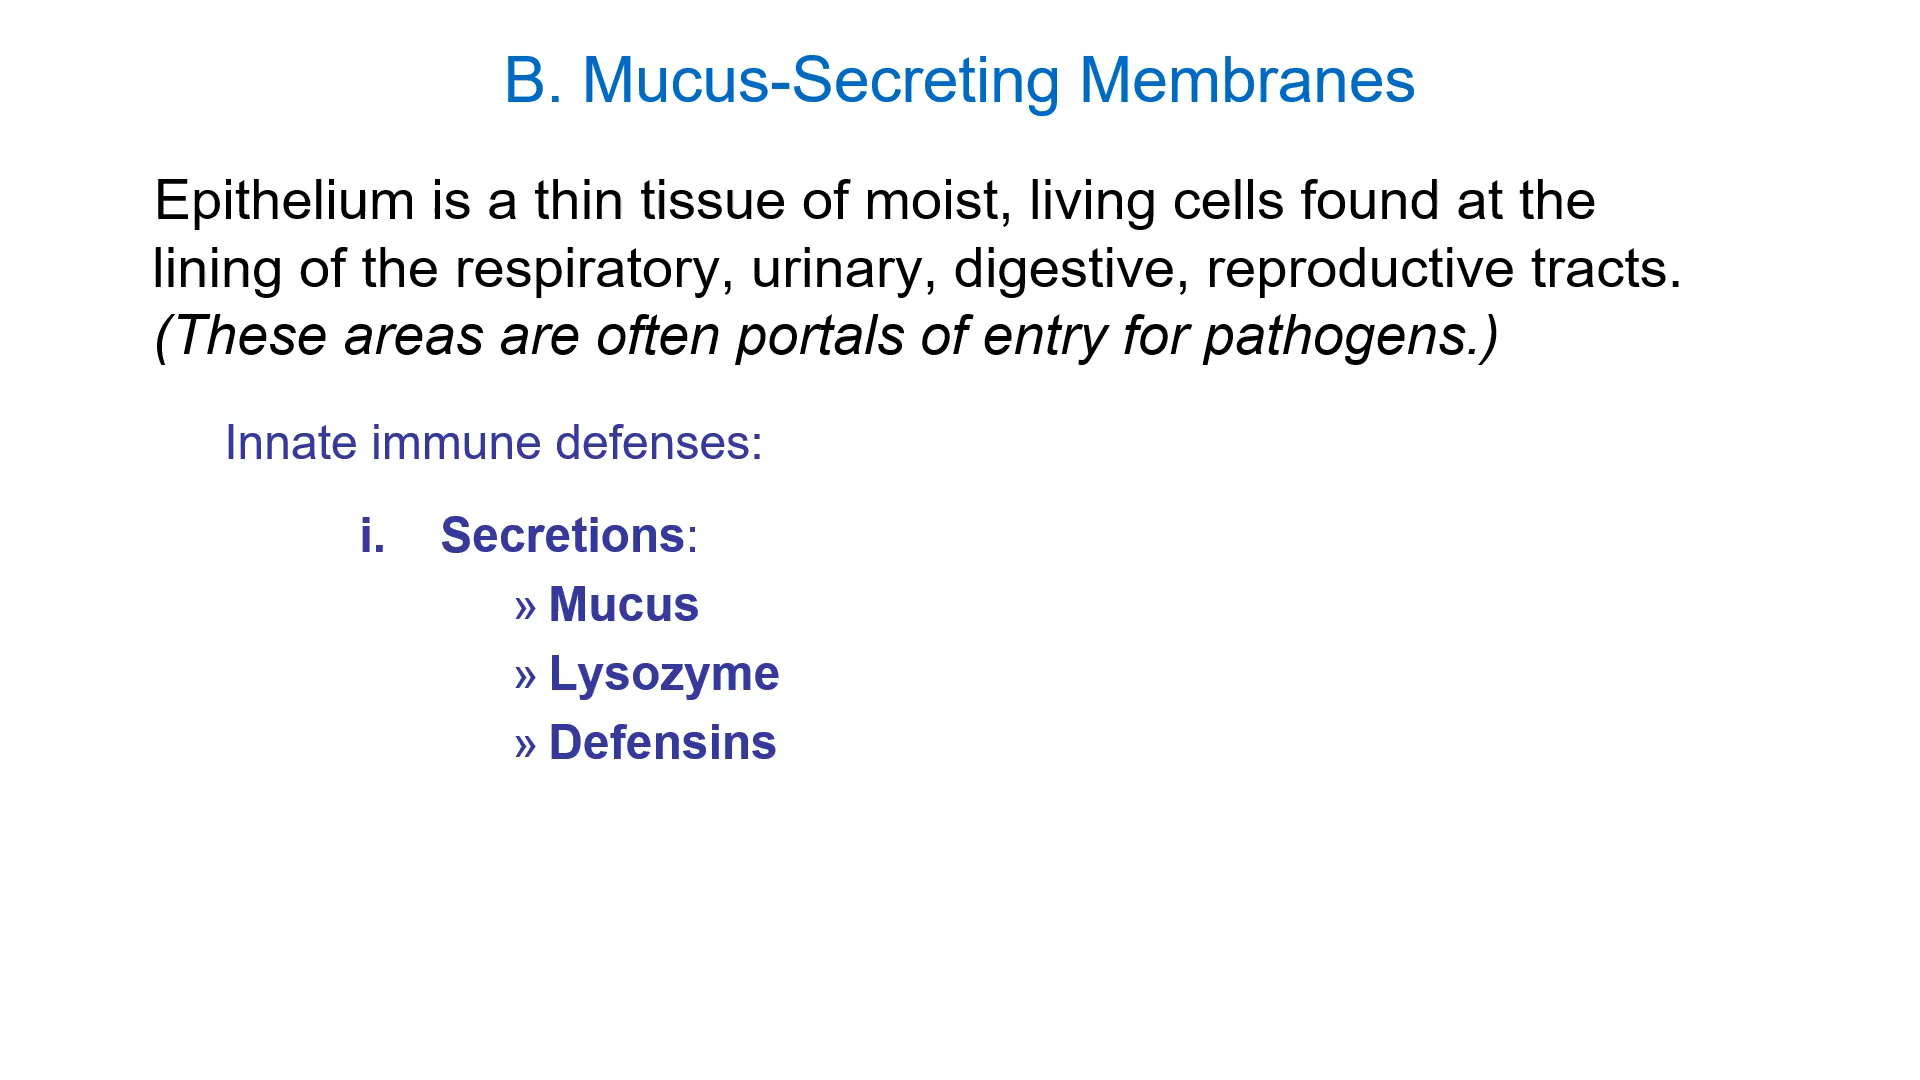 B. Mucus-Secreting Membranes
Epithelium is a thin tissue of moist, living cells found at the
lining of the respiratory, urinary, digestive, reproductive tracts.
(These areas are often portals of entry for pathogens.)
Innate immune defenses:
i. Secretions:
» Mucus
» Lysozyme
» Defensins